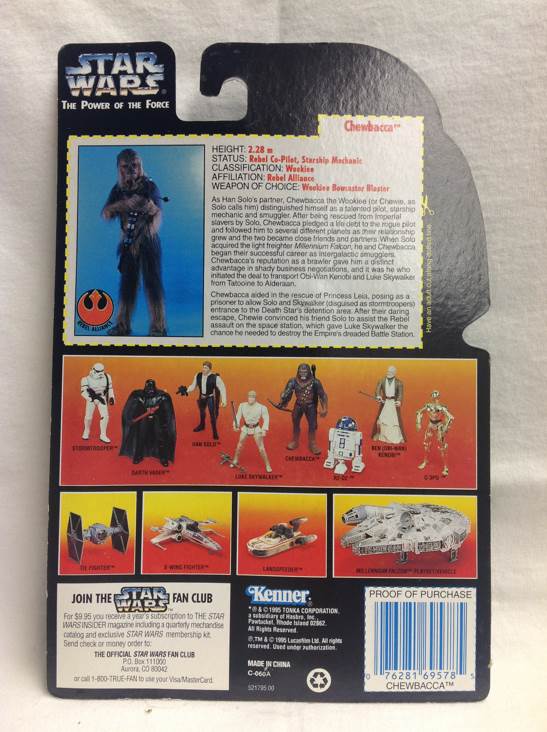 STAR
WARS
THE POWER OF THE FORCE
Chewbacca™
HEIGHT: 2.28 m
STATUS: Rebel Co-Pilot, Starship Mechanic
CLASSIFICATION: Wookiee
AFFILIATION: Rebel Alliance
WEAPON OF CHOICE: Wookiee Bowcaster Blaster
As Han Solo's partner, Chewbacca the Wookiee (or Chewie, as
Solo calls him) distinguished himself as a talented pilot, starship
mechanic and smuggler. After being rescued from Imperial
slavers by Solo, Chewbacca pledged a life debt to the rogue pilot
and followed him to several different planets as their relationship
grew and the two became close friends and partners. When Solo
acquired the light freighter Millennium Falcon, he and Chewbacca
began their successful career as intergalactic smugglers.
Chewbacca's reputation as a brawler gave him a distinct
advantage in shady business negotiations, and it was he who
initiated the deal to transport Obi-Wan Kenobi and Luke Skywalker
from Tatooine to Alderaan.
Chewbacca aided in the rescue of Princess Leia, posing as a
prisoner to allow Solo and Skywalker (disguised as stormtroopers)
entrance to the Death Star's detention area. After their daring
escape, Chewie convinced his friend Solo to assist the Rebel
assault on the space station, which gave Luke Skywalker the
chance he needed to destroy the Empire's dreaded Battle Station.
REBEL ALLIANCE
Have an adult cut along dotted line.
STORMTROOPER™
DARTH VADER™
HAN SOLO™
LUKE SKYWALKER™
CHEWBACCA™
R2-D2™
BEN (OBI-WAN)
KENOBI™
C-3PO™
TIE FIGHTER™
X-WING FIGHTER™
LANDSPEEDER™
MILLENNIUM FALCON™ PLAYSET/VEHICLE
JOIN THE STAR WARS FAN CLUB
For $9.95 you receive a year's subscription to THE STAR
WARS INSIDER magazine including a quarterly merchandise
catalog and exclusive STAR WARS membership kit.
Send check or money order to:
THE OFFICIAL STAR WARS FAN CLUB
P.O. Box 111000
Aurora, CO 80042
or call 1-800-TRUE-FAN to use your Visa/MasterCard.
Kenner®
*® & © 1995 TONKA CORPORATION,
a subsidiary of Hasbro, Inc.,
Pawtucket, Rhode Island 02862.
All Rights Reserved.
®,TM & © 1995 Lucasfilm Ltd. All rights
reserved. Used under authorization.
MADE IN CHINA
C-060A
521795.00
PROOF OF PURCHASE
0 76281 69578 5
CHEWBACCA™